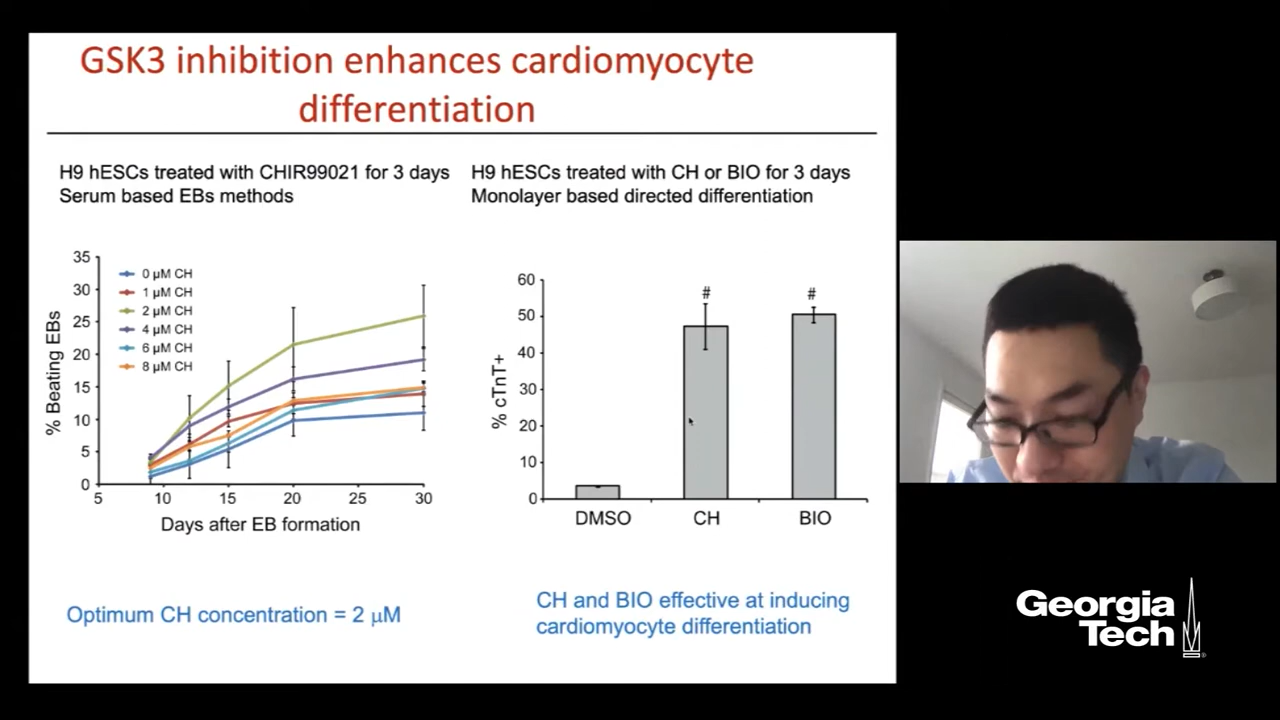 GSK3 inhibition enhances cardiomyocyte
differentiation
H9 hESCs treated with CHIR99021 for 3 days
Serum based EBs methods
35
30
25
20
15
10
5
0
% Beating EBs
0 µM CH
1 µM CH
2 µM CH
4 µM CH
6 µM CH
8 µM CH
5 10 15 20 25 30
Days after EB formation
Optimum CH concentration = 2 µM
H9 hESCs treated with CH or BIO for 3 days
Monolayer based directed differentiation
60
50
40
30
20
10
0
% cTnT+
# #
DMSO CH BIO
CH and BIO effective at inducing
cardiomyocyte differentiation
Georgia
Tech